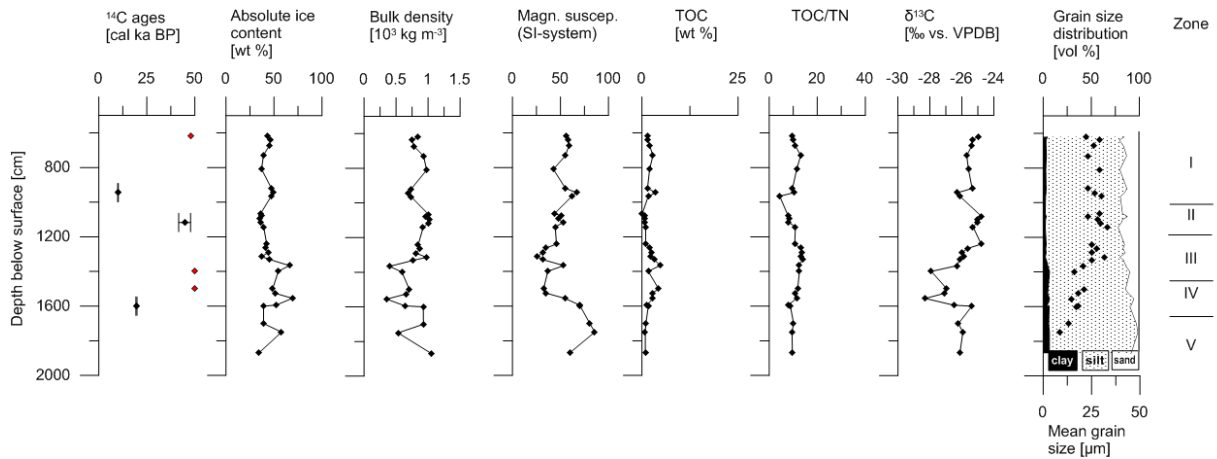 ¹⁴C ages
[cal ka BP]
Absolute ice
content
[wt %]
Bulk density
[10³ kg m⁻³]
Magn. suscep.
(SI-system)
TOC
[wt %]
TOC/TN
δ¹³C
[‰ vs. VPDB]
Grain size
distribution
[vol %]
Zone
0 25 50
0 50 100
0 0.5 1 1.5
0 50 100
0 25
0 20 40
-30 -28 -26 -24
0 50 100
Depth below surface [cm]
800
1200
1600
2000
I
II
III
IV
V
clay silt sand
0 25 50
Mean grain
size [µm]